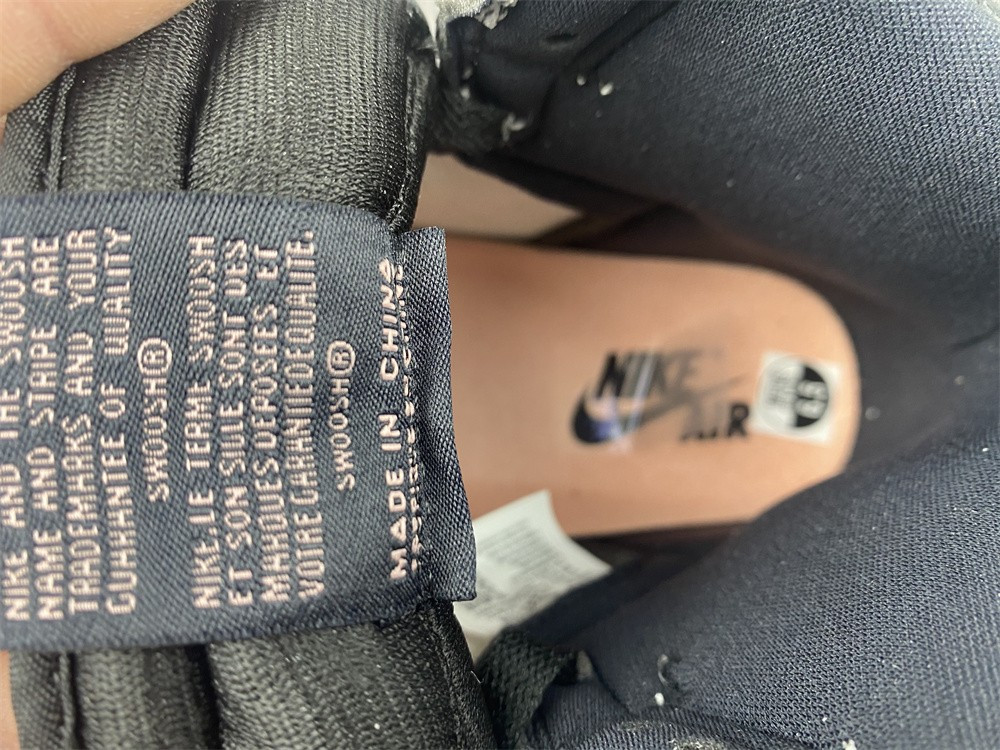 NIKE AND THE SWOOSH
NAME AND STRIPE ARE
TRADEMARKS AND YOUR
GUARANTEE OF QUALITY
SWOOSH®
NIKE.LE TERME SWOOSH
ET SON SIULE SONT DES
MARQUES DEPOSEES ET
VOTRE GARANTIE DE QUALITE.
SWOOSH®
MADE IN CHINA
NIKE
AIR